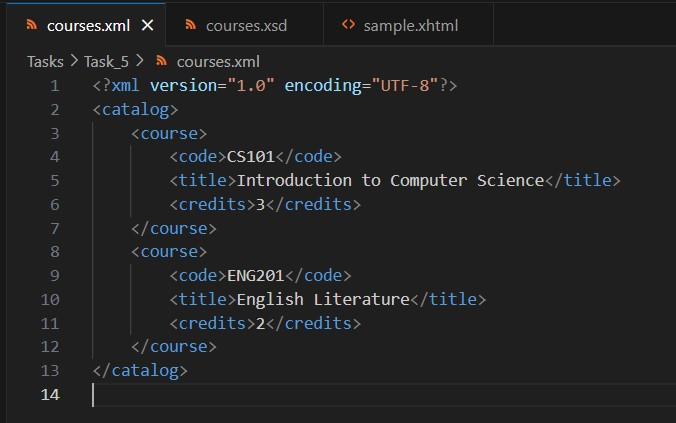 courses.xml courses.xsd sample.xhtml
Tasks > Task_5 > courses.xml
1 <?xml version="1.0" encoding="UTF-8"?>
2 <catalog>
3     <course>
4         <code>CS101</code>
5         <title>Introduction to Computer Science</title>
6         <credits>3</credits>
7     </course>
8     <course>
9         <code>ENG201</code>
10         <title>English Literature</title>
11         <credits>2</credits>
12     </course>
13 </catalog>
14